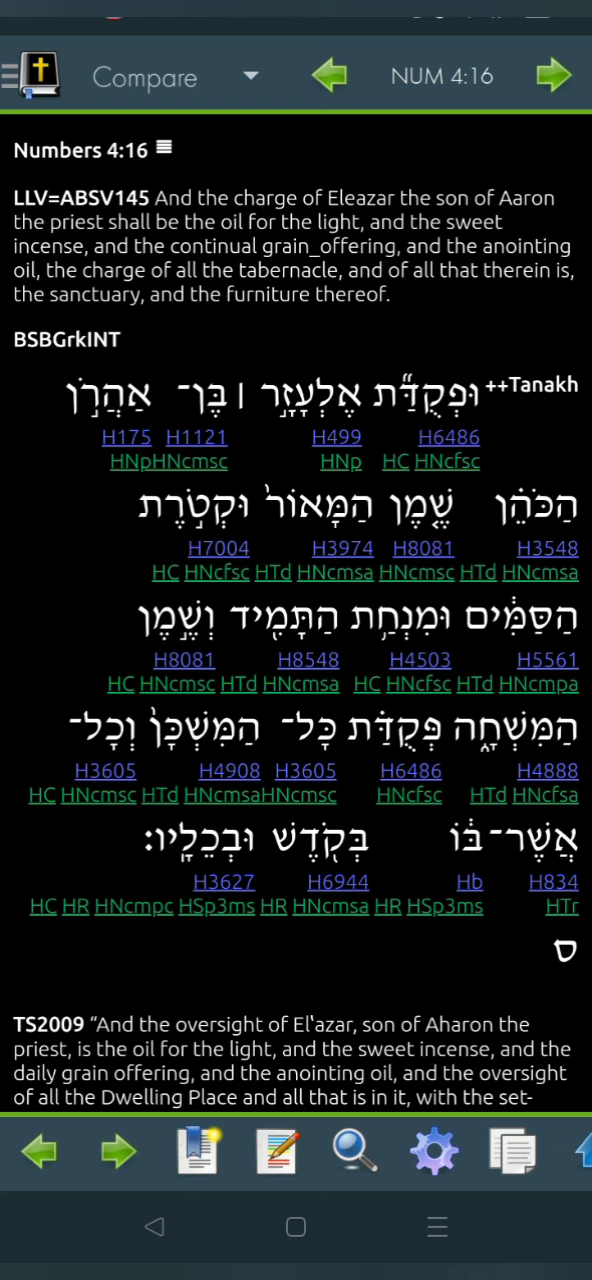 Compare
NUM 4:16
Numbers 4:16
LLV=ABSV145 And the charge of Eleazar the son of Aaron
the priest shall be the oil for the light, and the sweet
incense, and the continual grain_offering, and the anointing
oil, the charge of all the tabernacle, and of all that therein is,
the sanctuary, and the furniture thereof.
BSBGrkINT
++Tanakh וּפְקֻדַּ֞ת אֶלְעָזָ֣ר ׀ בֶּן־ אַהֲרֹ֣ן
H175 H1121 H499 H6486
HNpHNcmsc HNp HC HNcfsc
הַכֹּהֵ֗ן שֶׁ֤מֶן הַמָּאוֹר֙ וּקְטֹ֣רֶת
H7004 H3974 H8081 H3548
HC HNcfsc HTd HNcmsa HNcmsc HTd HNcmsa
הַסַּמִּ֔ים וּמִנְחַ֥ת הַתָּמִ֖יד וְשֶׁ֣מֶן
H8081 H8548 H4503 H5561
HC HNcmsc HTd HNcmsa HC HNcfsc HTd HNcmpa
הַמִּשְׁחָ֑ה פְּקֻדַּ֗ת כָּל־ הַמִּשְׁכָּן֙ וְכָל־
H3605 H4908 H3605 H6486 H4888
HC HNcmsc HTd HNcmsaHNcmsc HNcfsc HTd HNcfsa
אֲשֶׁר־בּ֔וֹ בְּקֹ֖דֶשׁ וּבְכֵלָֽיו׃
H3627 H6944 Hb H834
HC HR HNcmpc HSp3ms HR HNcmsa HR HSp3ms HTr
ס
TS2009 “And the oversight of Elʽazar, son of Aharon the
priest, is the oil for the light, and the sweet incense, and the
daily grain offering, and the anointing oil, and the oversight
of all the Dwelling Place and all that is in it, with the set-